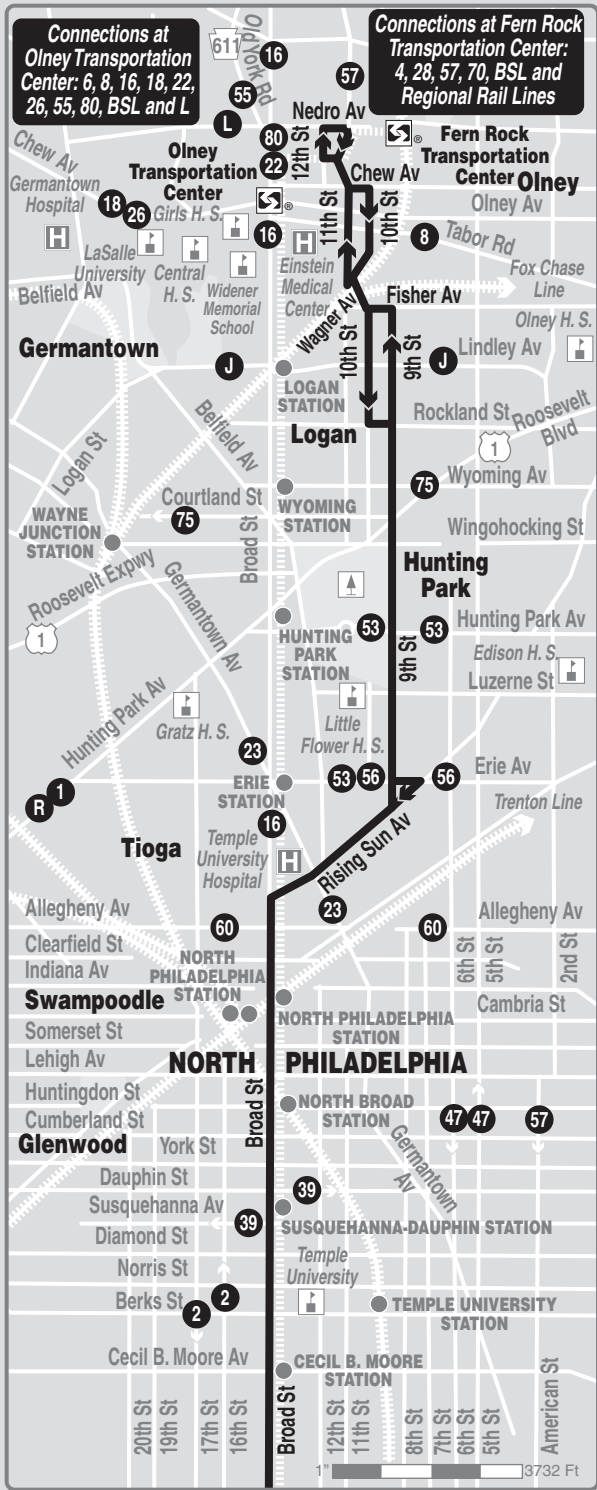 Connections at
Olney Transportation
Center: 6, 8, 16, 18, 22,
26, 55, 80, BSL and L
Connections at Fern Rock
Transportation Center:
4, 28, 57, 70, BSL and
Regional Rail Lines
611
Old York Rd
16
57
55
L
Nedro Av
80
22
12th St
Olney
Transportation
Center
Fern Rock
Transportation
Center
Olney
Chew Av
Chew Av
Germantown
Hospital
H
18
26
Girls H. S.
S
®
S
®
11th St
10th St
Olney Av
16
H
8
Tabor Rd
LaSalle
University
Central
H. S.
Widener
Memorial
School
Einstein
Medical
Center
Fox Chase
Line
Belfield Av
Wagner Av
Fisher Av
Olney H. S.
Germantown
10th St
9th St
J
J
Lindley Av
LOGAN
STATION
Belfield Av
Rockland St
Roosevelt
Blvd
Logan
1
Logan St
Courtland St
75
WYOMING
STATION
75
Wyoming Av
WAYNE
JUNCTION
STATION
Broad St
Wingohocking St
Roosevelt Expwy
1
Germantown Av
Hunting
Park
HUNTING
PARK
STATION
53
53
Hunting Park Av
9th St
Edison H. S.
Luzerne St
Hunting Park Av
Gratz H. S.
Little
Flower H. S.
23
ERIE
STATION
53
56
56
Erie Av
R
1
Trenton Line
16
Tioga
Temple
University
Hospital
H
Rising Sun Av
23
Allegheny Av
Allegheny Av
60
60
Clearfield St
Indiana Av
NORTH
PHILADELPHIA
STATION
6th St
5th St
2nd St
Swampoodle
Cambria St
NORTH PHILADELPHIA
STATION
Somerset St
Lehigh Av
NORTH PHILADELPHIA
Broad St
Huntingdon St
NORTH BROAD
STATION
Cumberland St
47
47
57
Glenwood
York St
Germantown
Av
Dauphin St
39
Susquehanna Av
39
SUSQUEHANNA-DAUPHIN STATION
Diamond St
Norris St
Temple
University
Berks St
2
2
TEMPLE UNIVERSITY
STATION
Cecil B. Moore Av
CECIL B. MOORE
STATION
20th St
19th St
17th St
16th St
Broad St
12th St
11th St
8th St
7th St
6th St
5th St
American St
1"
3732 Ft